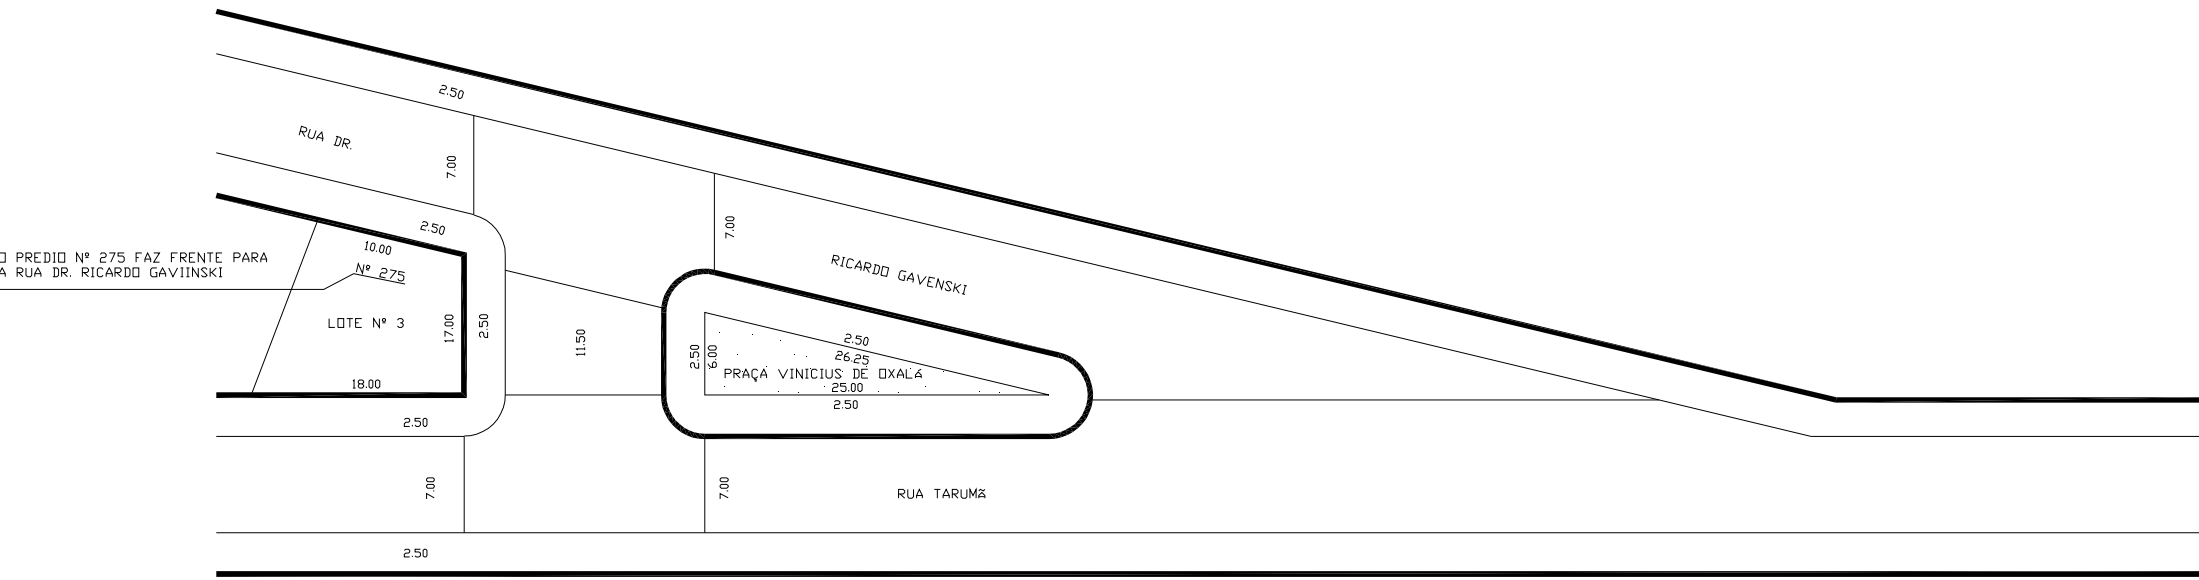 2.50
RUA DR.
7.00
2.50
7.00
10.00
O PREDIO Nº 275 FAZ FRENTE PARA
A RUA DR. RICARDO GAVIINSKI
Nº 275
RICARDO GAVENSKI
LOTE Nº 3
17.00
2.50
11.50
2.50
6.00
2.50
26.25
PRAÇA VINICIUS DE OXALÁ
25.00
2.50
18.00
2.50
7.00
7.00
RUA TARUMÃ
2.50